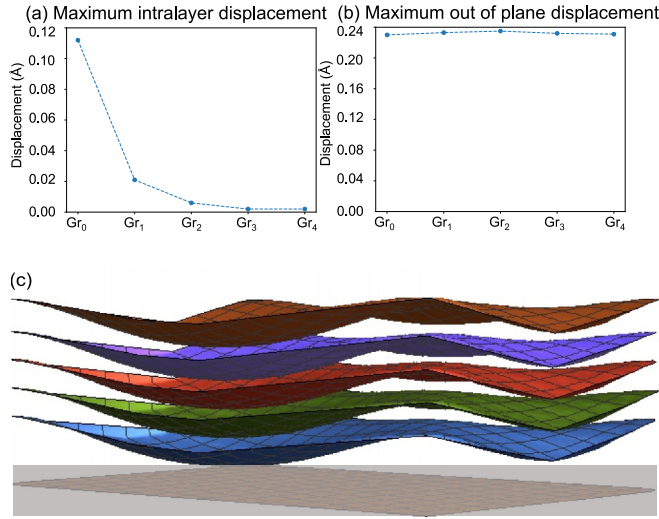 (a) Maximum intralayer displacement
Displacement (Å)
0.12
0.10
0.08
0.06
0.04
0.02
0.00
Gr₀ Gr₁ Gr₂ Gr₃ Gr₄
(b) Maximum out of plane displacement
Displacement (Å)
0.24
0.20
0.16
0.12
0.08
0.04
0.00
Gr₀ Gr₁ Gr₂ Gr₃ Gr₄
(c)